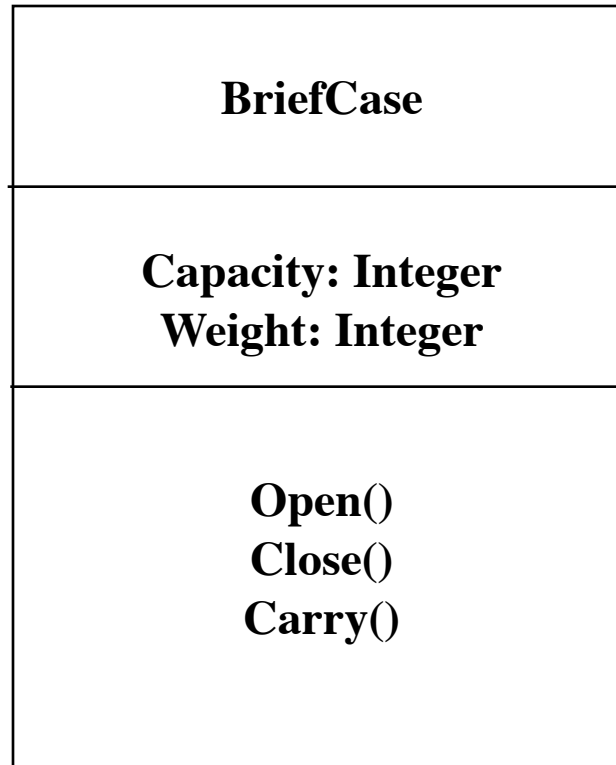 BriefCase
Capacity: Integer
Weight: Integer
Open()
Close()
Carry()